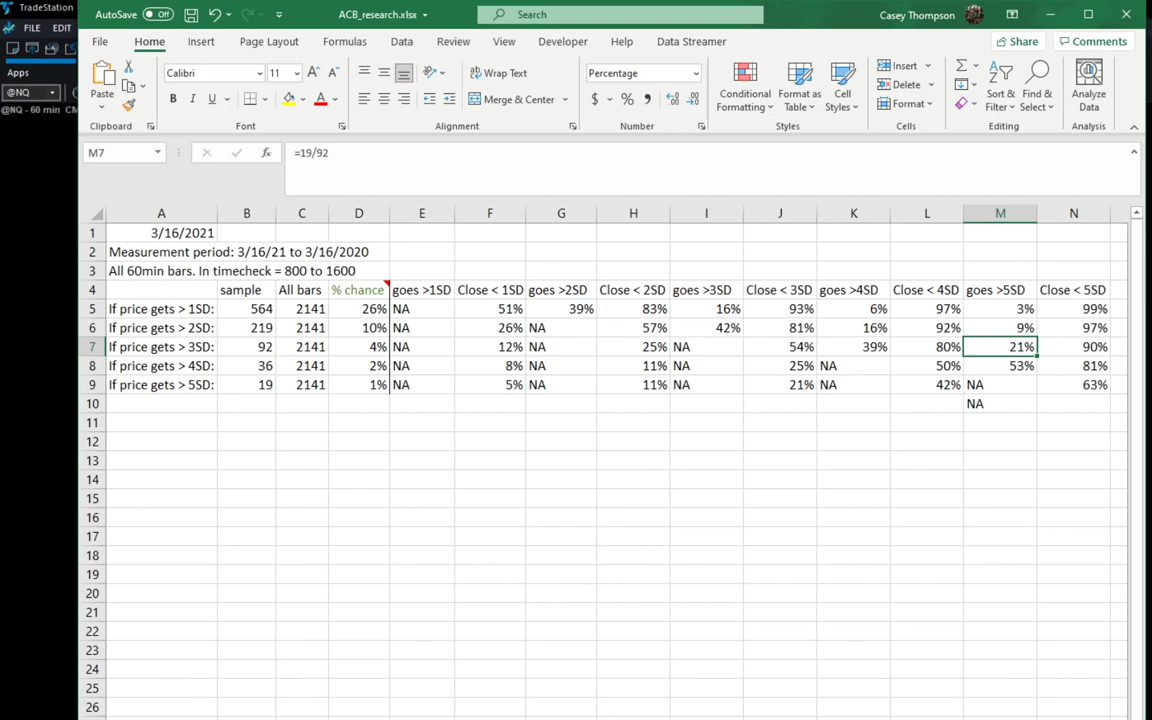 TradeStation
AutoSave Off ACB_research.xlsx Search Casey Thompson
FILE EDIT
File Home Insert Page Layout Formulas Data Review View Developer Help Data Streamer Share Comments
Apps
@NQ
@NQ - 60 min CM
Paste Calibri 11 Wrap Text Percentage Conditional Formatting Format as Table Cell Styles Insert Sort & Filter Find & Select Analyze Data
B I U A Merge & Center $ % Delete
Format
Clipboard Font Alignment Number Styles Cells Editing Analysis
M7 fx =19/92
A B C D E F G H I J K L M N
1 3/16/2021
2 Measurement period: 3/16/21 to 3/16/2020
3 All 60min bars. In timecheck = 800 to 1600
4 sample All bars % chance goes >1SD Close < 1SD goes >2SD Close < 2SD goes >3SD Close < 3SD goes >4SD Close < 4SD goes >5SD Close < 5SD
5 If price gets > 1SD: 564 2141 26% NA 51% 39% 83% 16% 93% 6% 97% 3% 99%
6 If price gets > 2SD: 219 2141 10% NA 26% NA 57% 42% 81% 16% 92% 9% 97%
7 If price gets > 3SD: 92 2141 4% NA 12% NA 25% NA 54% 39% 80% 21% 90%
8 If price gets > 4SD: 36 2141 2% NA 8% NA 11% NA 25% NA 50% 53% 81%
9 If price gets > 5SD: 19 2141 1% NA 5% NA 11% NA 21% NA 42% NA 63%
10 NA
11
12
13
14
15
16
17
18
19
20
21
22
23
24
25
26